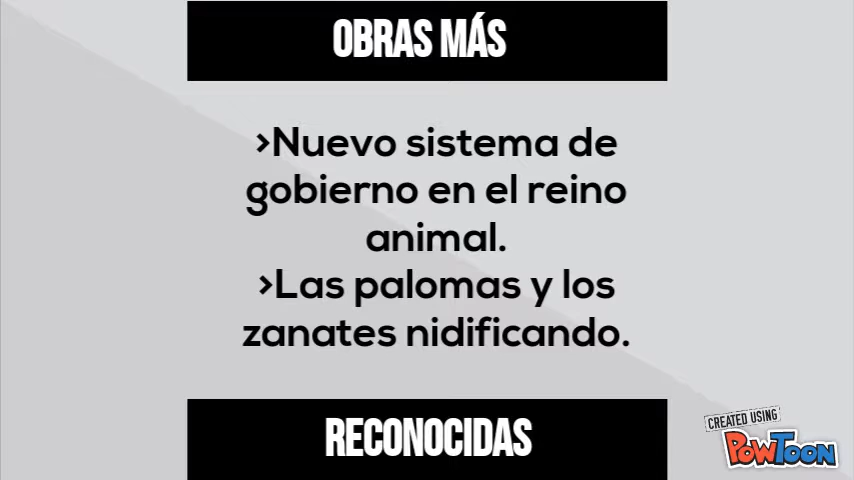 OBRAS MÁS
>Nuevo sistema de
gobierno en el reino
animal.
>Las palomas y los
zanates nidificando.
RECONOCIDAS
CREATED USING
POWTOON